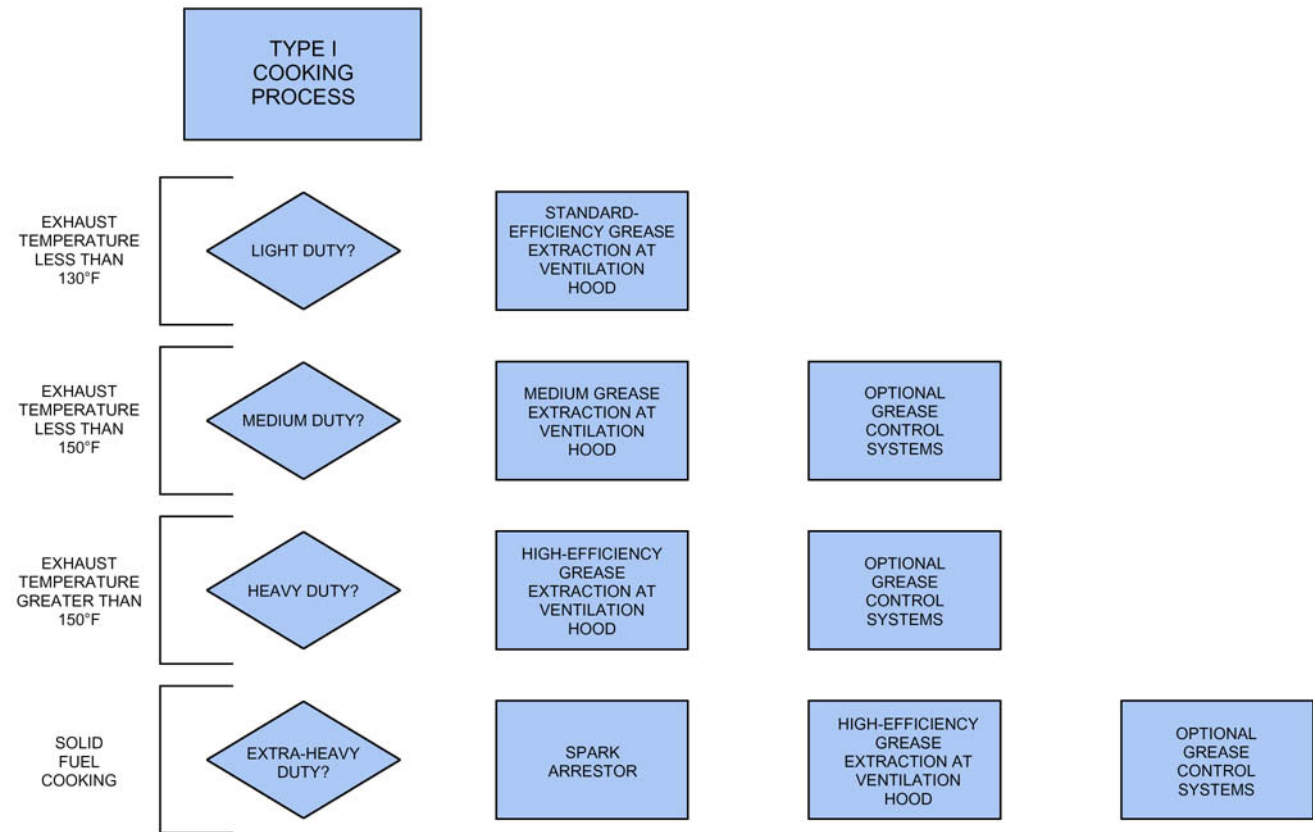 TYPE I
COOKING
PROCESS
EXHAUST
TEMPERATURE
LESS THAN
130°F
LIGHT DUTY?
STANDARD-
EFFICIENCY GREASE
EXTRACTION AT
VENTILATION
HOOD
EXHAUST
TEMPERATURE
LESS THAN
150°F
MEDIUM DUTY?
MEDIUM GREASE
EXTRACTION AT
VENTILATION
HOOD
OPTIONAL
GREASE
CONTROL
SYSTEMS
EXHAUST
TEMPERATURE
GREATER THAN
150°F
HEAVY DUTY?
HIGH-EFFICIENCY
GREASE
EXTRACTION AT
VENTILATION
HOOD
OPTIONAL
GREASE
CONTROL
SYSTEMS
SOLID
FUEL
COOKING
EXTRA-HEAVY
DUTY?
SPARK
ARRESTOR
HIGH-EFFICIENCY
GREASE
EXTRACTION AT
VENTILATION
HOOD
OPTIONAL
GREASE
CONTROL
SYSTEMS